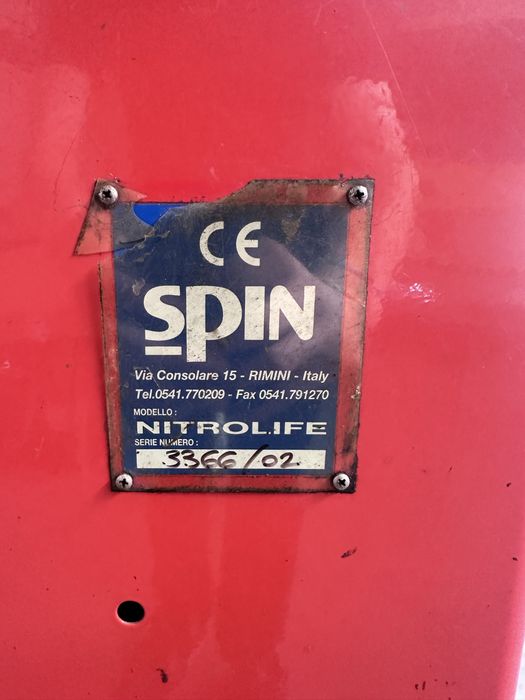 CE
SPIN
Via Consolare 15 - RIMINI - Italy
Tel.0541.770209 - Fax 0541.791270
MODELLO :
NITROLIFE
SERIE NUMERO :
3366/02